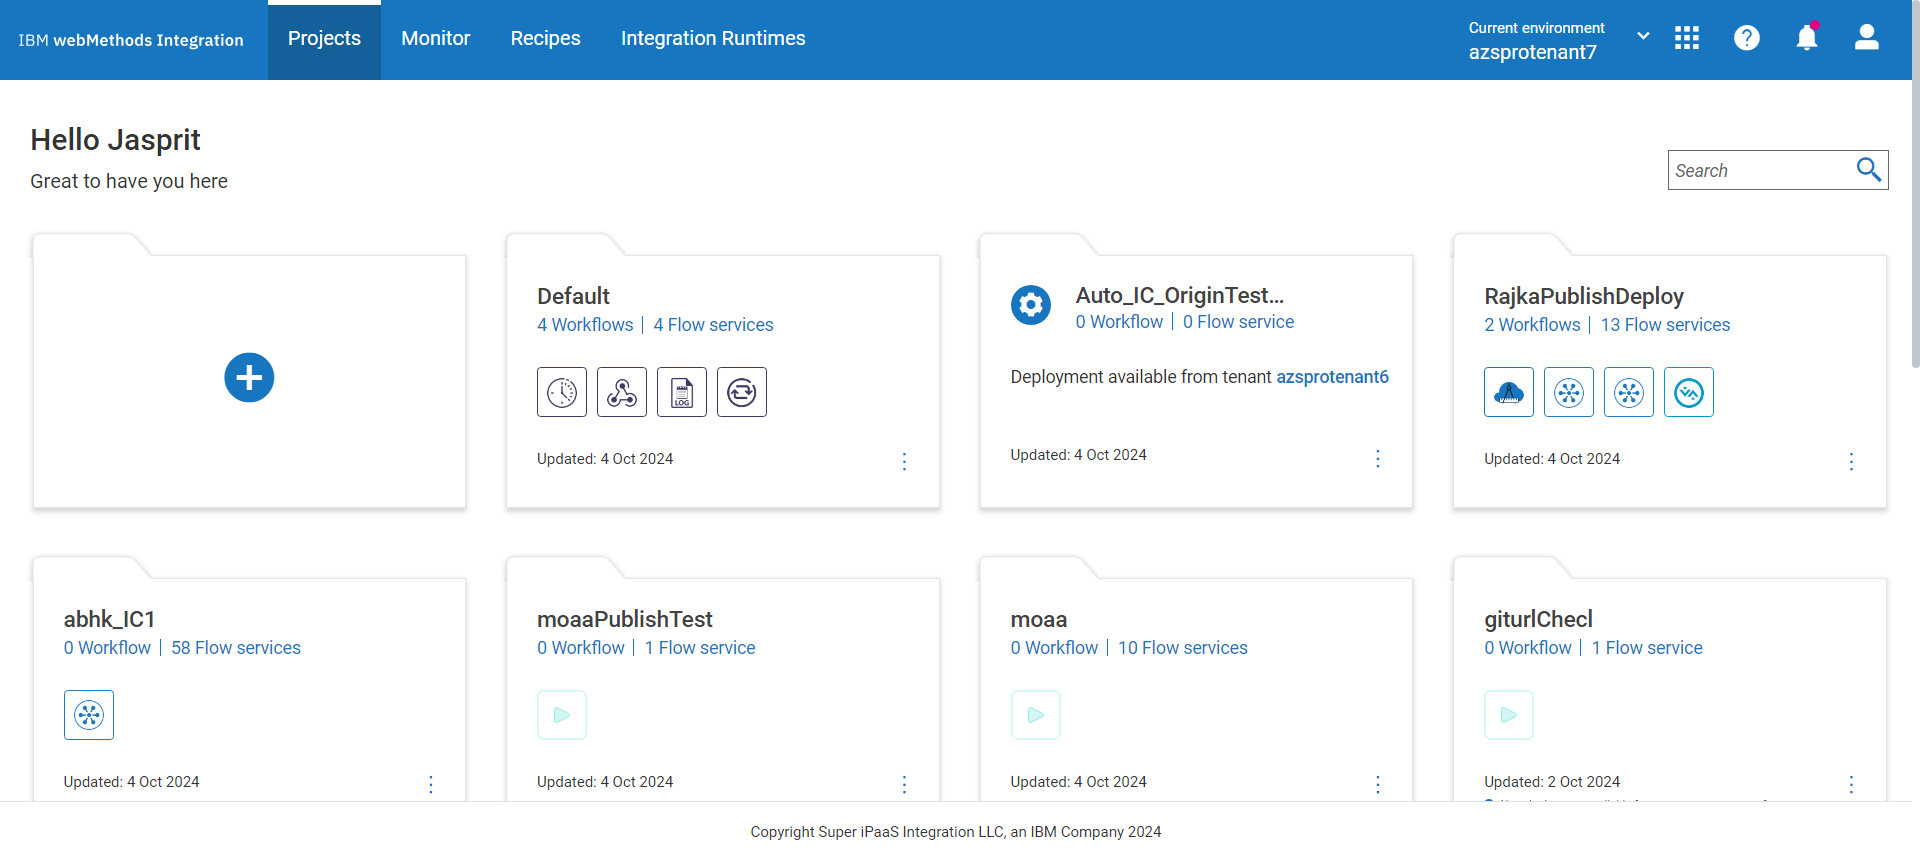 IBM webMethods Integration
Projects
Monitor
Recipes
Integration Runtimes
Current environment
azsprotenant7
Hello Jasprit
Great to have you here
Search
Default
4 Workflows | 4 Flow services
LOG
Updated: 4 Oct 2024
Auto_IC_OriginTest...
0 Workflow | 0 Flow service
Deployment available from tenant azsprotenant6
Updated: 4 Oct 2024
RajkaPublishDeploy
2 Workflows | 13 Flow services
Updated: 4 Oct 2024
abhk_IC1
0 Workflow | 58 Flow services
Updated: 4 Oct 2024
moaaPublishTest
0 Workflow | 1 Flow service
Updated: 4 Oct 2024
moaa
0 Workflow | 10 Flow services
Updated: 4 Oct 2024
giturlChecl
0 Workflow | 1 Flow service
Updated: 2 Oct 2024
Copyright Super iPaaS Integration LLC, an IBM Company 2024